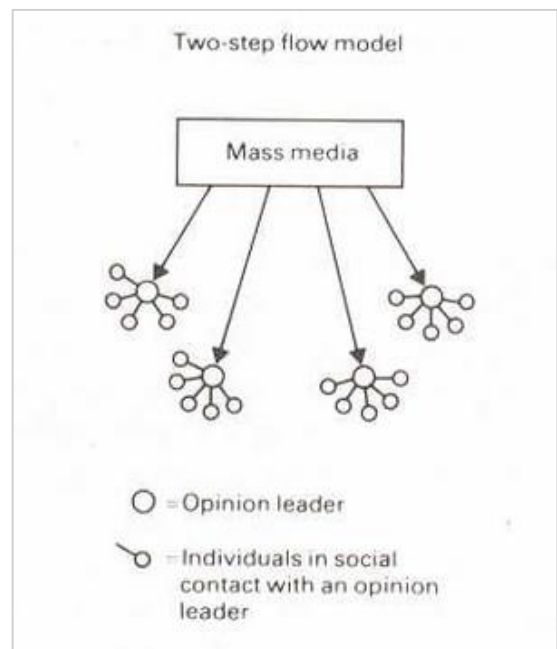 Two-step flow model
Mass media
= Opinion leader
= Individuals in social
contact with an opinion
leader